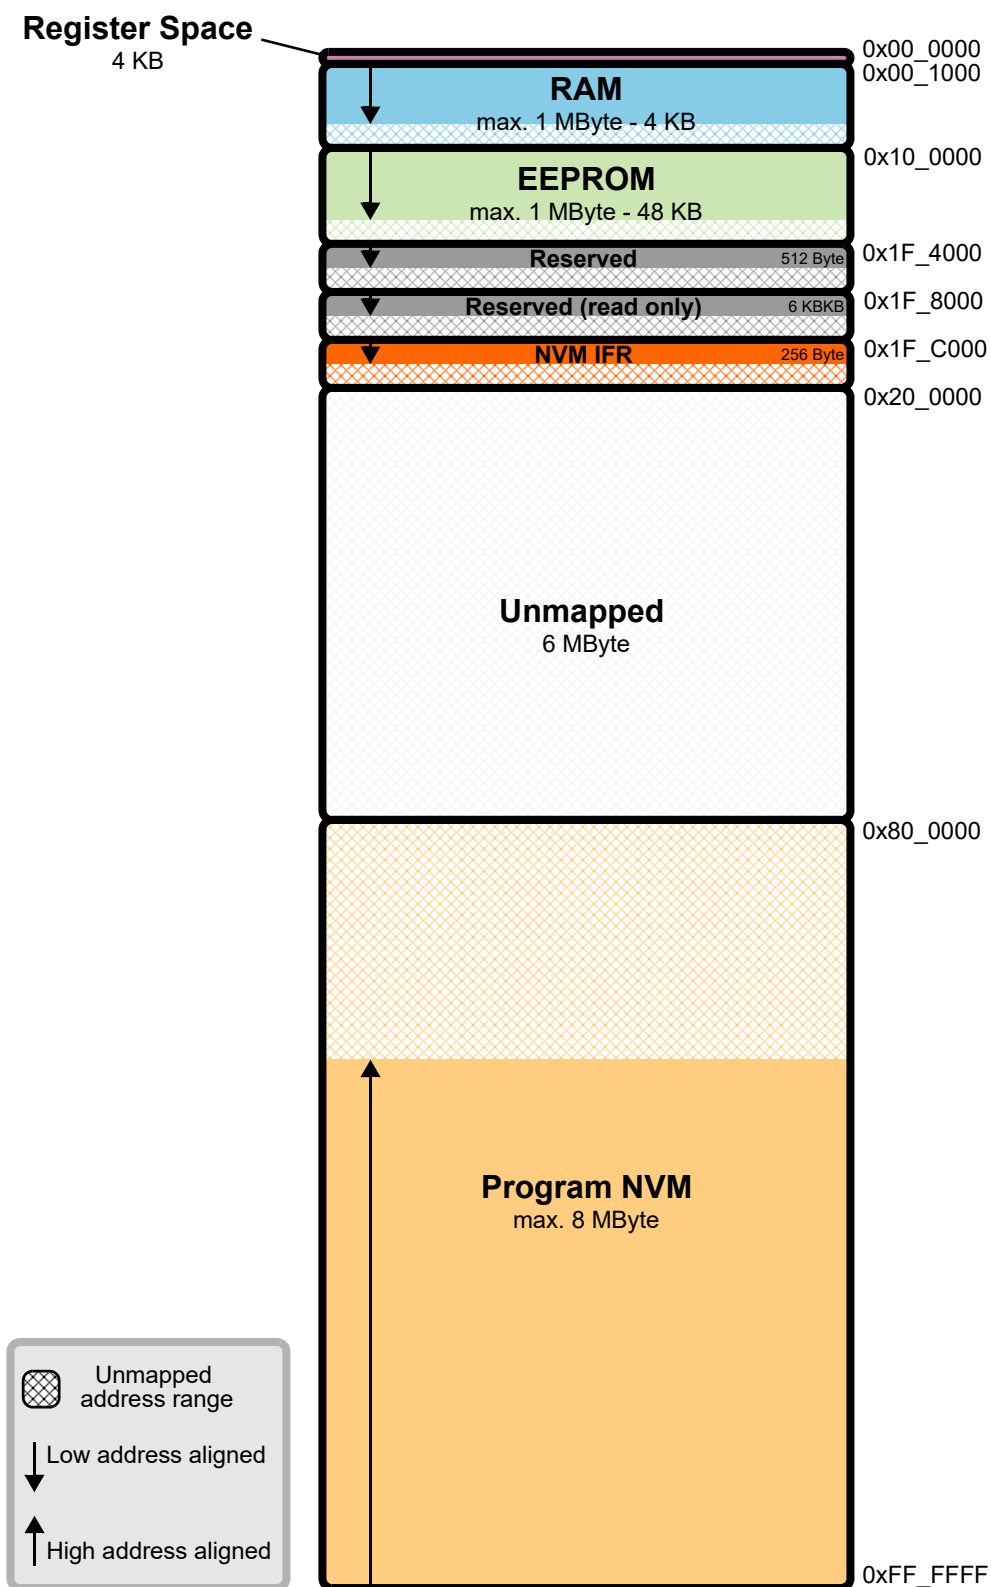 Register Space
4 KB
0x00_0000
0x00_1000
RAM
max. 1 MByte - 4 KB
0x10_0000
EEPROM
max. 1 MByte - 48 KB
0x1F_4000
Reserved
512 Byte
0x1F_8000
Reserved (read only)
6 KBKB
0x1F_C000
NVM IFR
256 Byte
0x20_0000
Unmapped
6 MByte
0x80_0000
Program NVM
max. 8 MByte
0xFF_FFFF
Unmapped
address range
Low address aligned
High address aligned